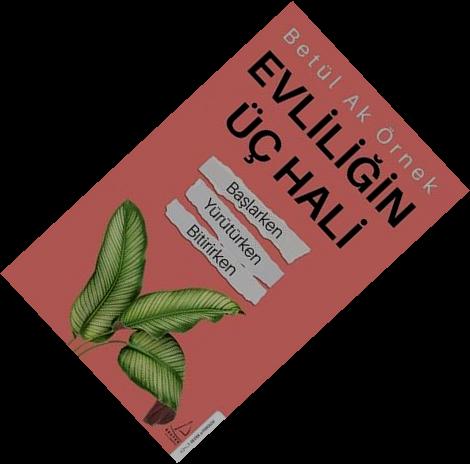 Betül Ak Örnek
EVLİLİĞİN
ÜÇ HALİ
Başlarken
Yürütürken
Bitirirken